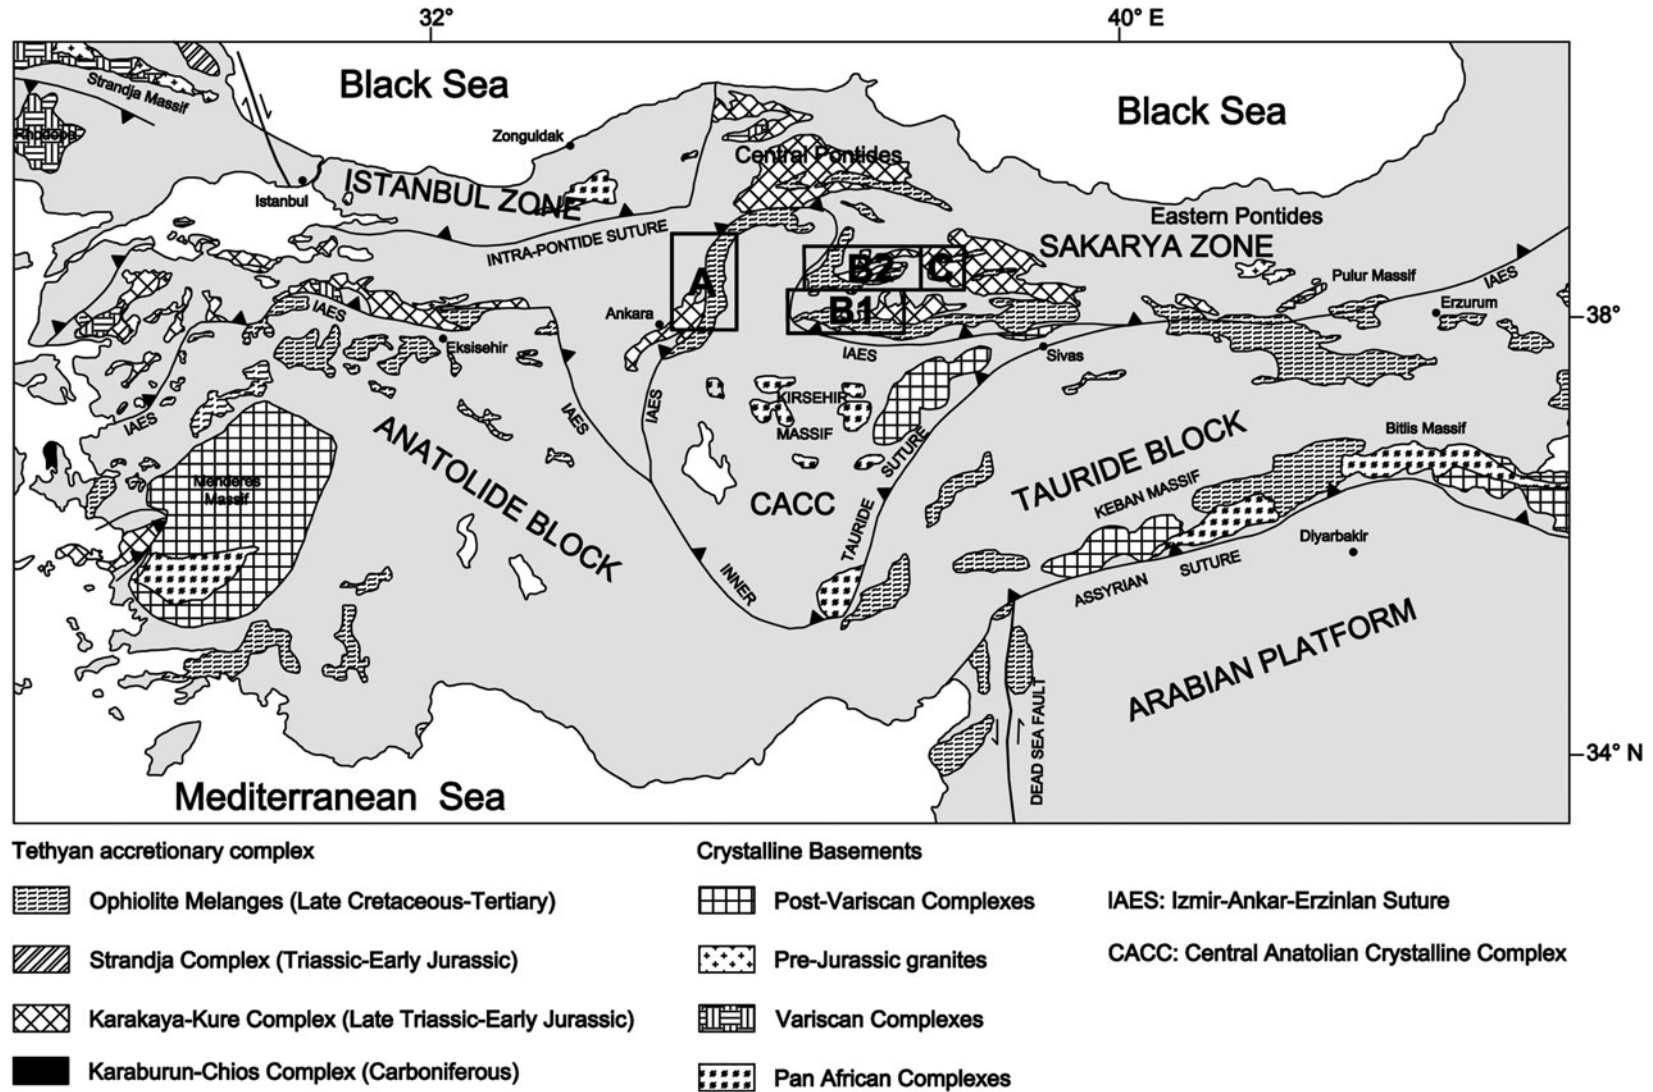 32°
40° E
Black Sea
Black Sea
Strandja Massif
Rhodope
Zonguldak
Central Pontides
Istanbul
ISTANBUL ZONE
INTRA-PONTIDE SUTURE
Eastern Pontides
SAKARYA ZONE
A
B2
C
B1
Pulur Massif
IAES
Erzurum
Ankara
IAES
Eksisehir
38°
IAES
Sivas
IAES
IAES
IAES
KIRSEHIR
MASSIF
SUTURE
TAURIDE
INNER
CACC
ANATOLIDE BLOCK
TAURIDE BLOCK
Bitlis Massif
KEBAN MASSIF
Menderes
Massif
Diyarbakir
ASSYRIAN SUTURE
ARABIAN PLATFORM
DEAD SEA FAULT
34° N
Mediterranean Sea
Tethyan accretionary complex
Ophiolite Melanges (Late Cretaceous-Tertiary)
Strandja Complex (Triassic-Early Jurassic)
Karakaya-Kure Complex (Late Triassic-Early Jurassic)
Karaburun-Chios Complex (Carboniferous)
Crystalline Basements
Post-Variscan Complexes
Pre-Jurassic granites
Variscan Complexes
Pan African Complexes
IAES: Izmir-Ankar-Erzinlan Suture
CACC: Central Anatolian Crystalline Complex